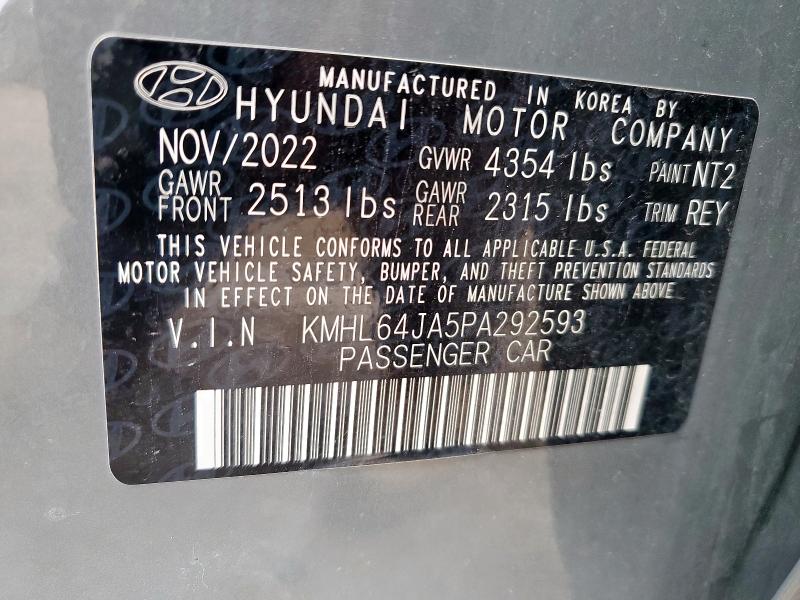 MANUFACTURED IN KOREA BY
HYUNDAI MOTOR COMPANY
NOV/2022 GVWR 4354 lbs PAINT NT2
GAWR FRONT 2513 lbs GAWR REAR 2315 lbs TRIM REY
THIS VEHICLE CONFORMS TO ALL APPLICABLE U.S.A. FEDERAL
MOTOR VEHICLE SAFETY, BUMPER, AND THEFT PREVENTION STANDARDS
IN EFFECT ON THE DATE OF MANUFACTURE SHOWN ABOVE
V.I.N KMHL64JA5PA292593
PASSENGER CAR